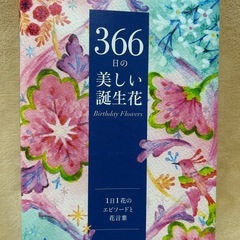 366
日の
美しい
誕生花
Birthday Flowers
1日1花の
エピソードと
花言葉